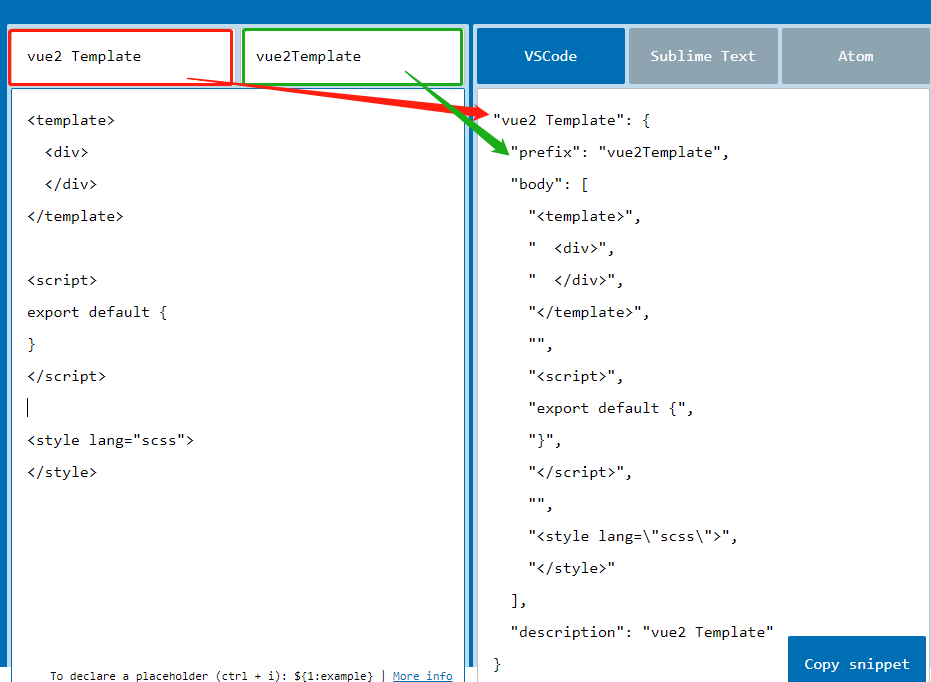 vue2 Template
vue2Template
<template>
  <div>
  </div>
</template>

<script>
export default {
}
</script>

<style lang="scss">
</style>
To declare a placeholder (ctrl + i): ${1:example} | More info
VSCode
Sublime Text
Atom
"vue2 Template": {
  "prefix": "vue2Template",
  "body": [
    "<template>",
    "  <div>",
    "  </div>",
    "</template>",
    "",
    "<script>",
    "export default {",
    "}",
    "</script>",
    "",
    "<style lang=\"scss\">",
    "</style>"
  ],
  "description": "vue2 Template"
}
Copy snippet